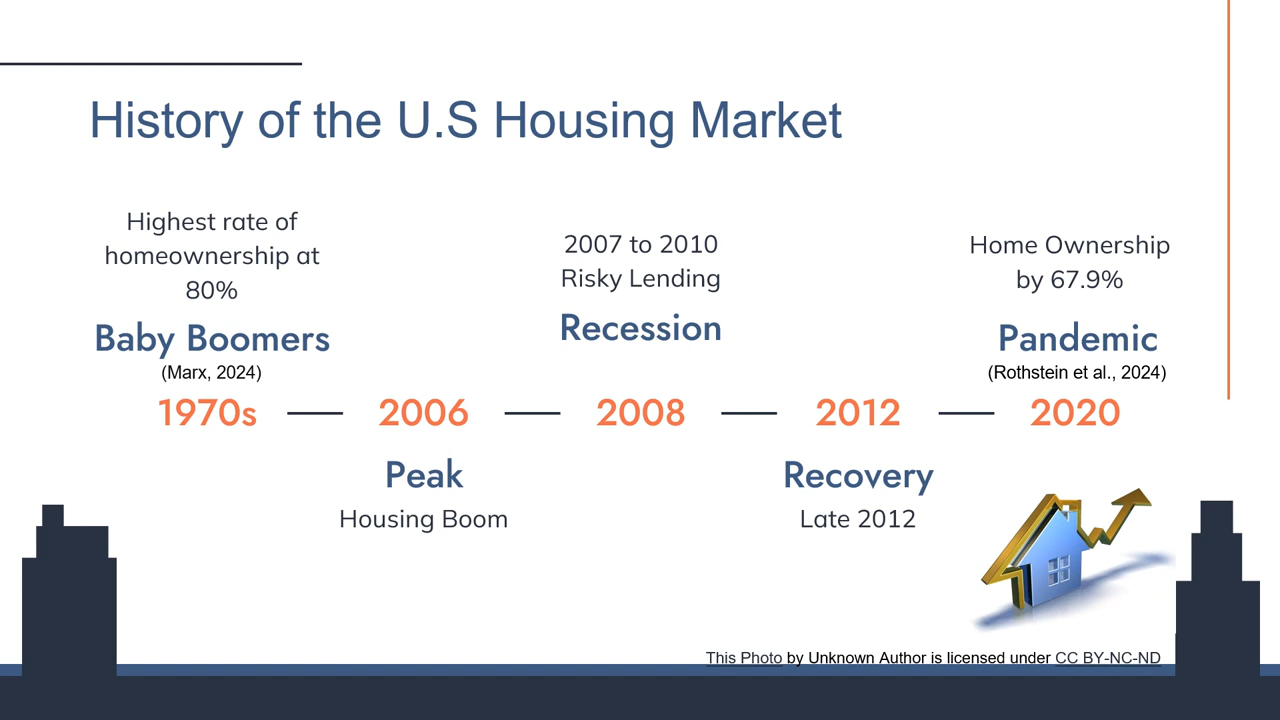 History of the U.S Housing Market
Highest rate of
homeownership at
80%
Baby Boomers
(Marx, 2024)
1970s
2006
Peak
Housing Boom
2007 to 2010
Risky Lending
Recession
2008
2012
Recovery
Late 2012
Home Ownership
by 67.9%
Pandemic
(Rothstein et al., 2024)
2020
This Photo by Unknown Author is licensed under CC BY-NC-ND